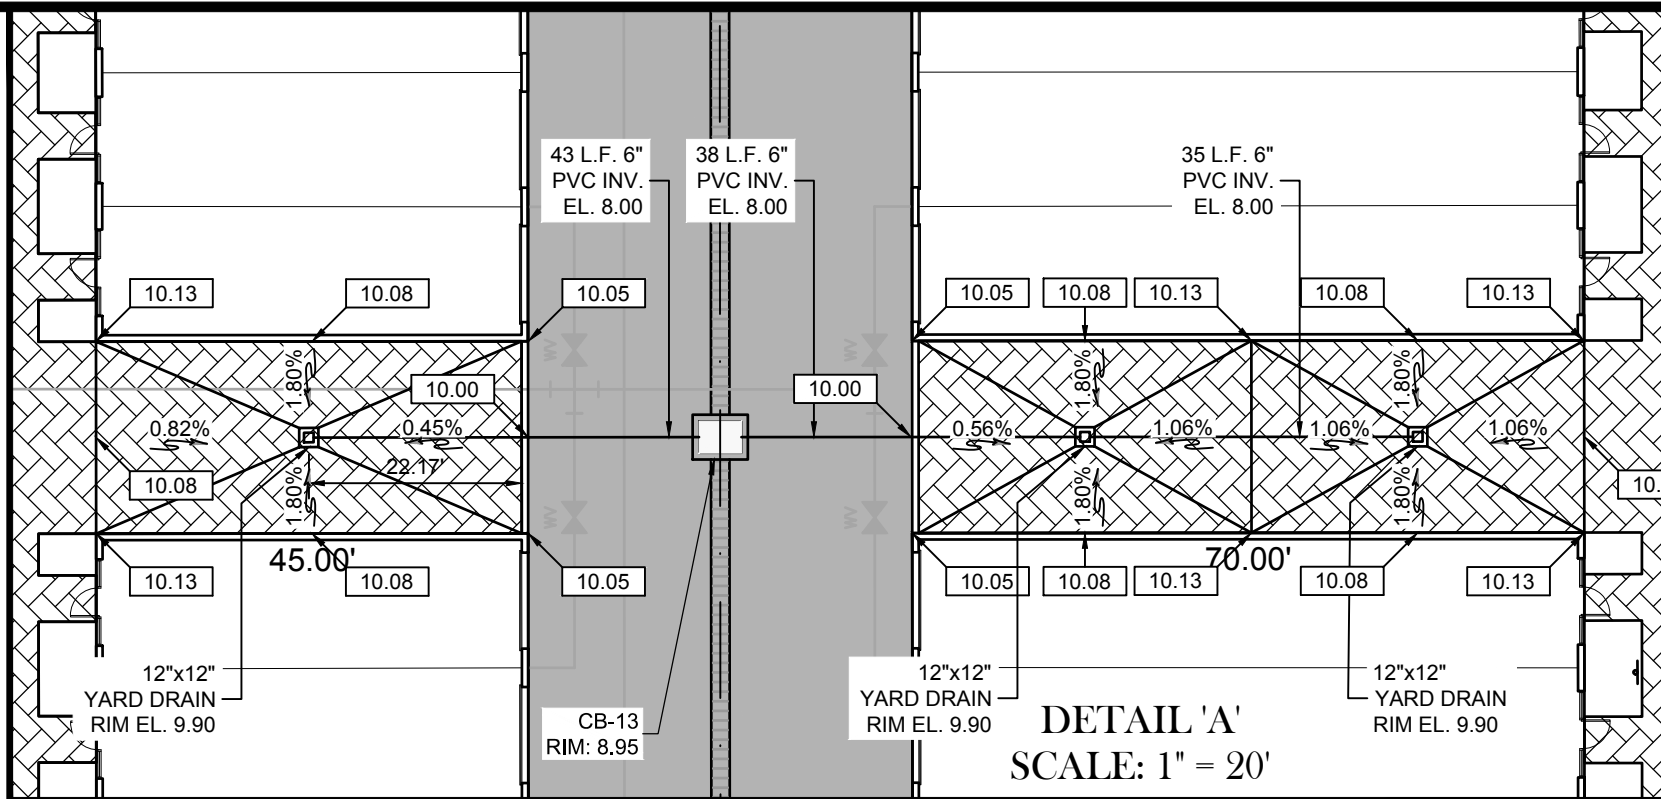 43 L.F. 6"
PVC INV.
EL. 8.00
38 L.F. 6"
PVC INV.
EL. 8.00
35 L.F. 6"
PVC INV.
EL. 8.00
10.13
10.08
10.05
10.05
10.08
10.13
10.08
10.13
WV
WV
1.80%
1.80%
1.80%
10.00
10.00
0.82%
0.45%
0.56%
1.06%
1.06%
1.06%
22.17'
10.08
10.
1.80%
1.80%
1.80%
WV
WV
45.00'
70.00'
10.13
10.08
10.05
10.05
10.08
10.13
10.08
10.13
12"x12"
YARD DRAIN
RIM EL. 9.90
CB-13
RIM: 8.95
12"x12"
YARD DRAIN
RIM EL. 9.90
12"x12"
YARD DRAIN
RIM EL. 9.90
DETAIL 'A'
SCALE: 1" = 20'